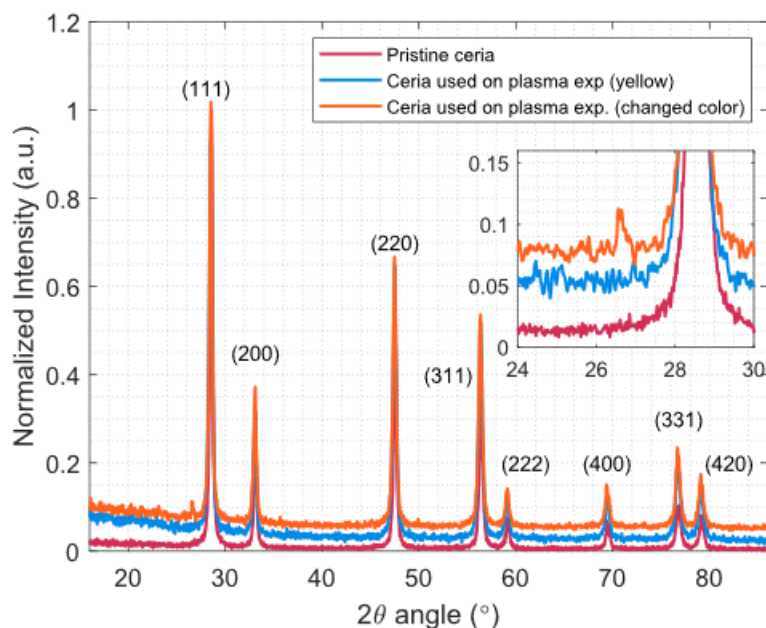 1.2
1
0.8
0.6
0.4
0.2
0
Normalized Intensity (a.u.)
Pristine ceria
Ceria used on plasma exp (yellow)
Ceria used on plasma exp. (changed color)
(111)
(200)
(220)
(311)
(222)
(400)
(331)
(420)
0.15
0.1
0.05
0
24 26 28 30
20 30 40 50 60 70 80
2θ angle (°)